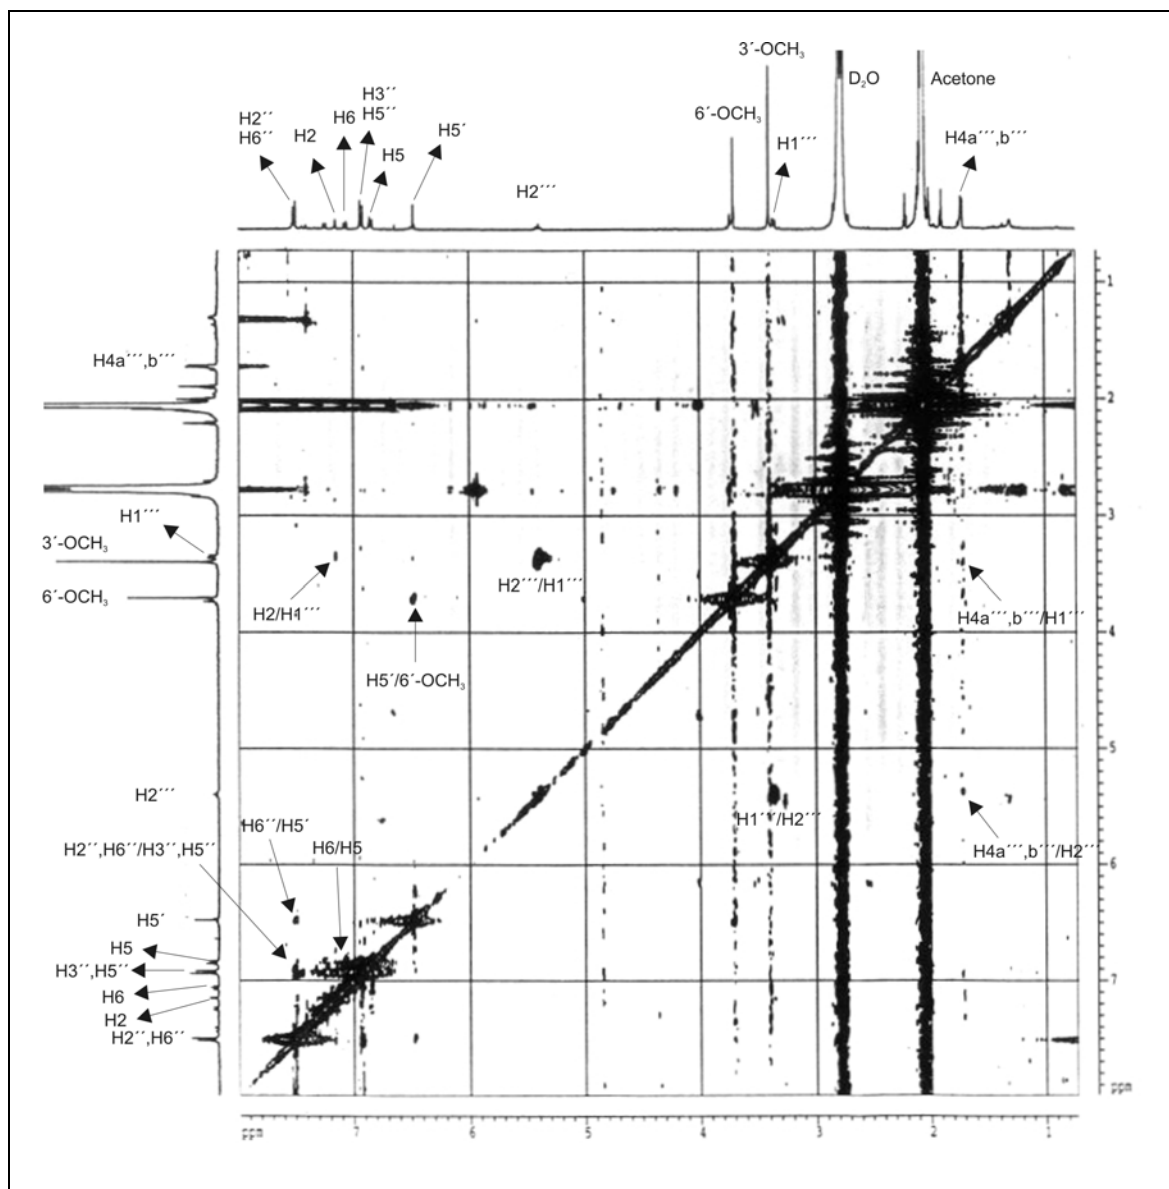 3´-OCH₃
D₂O
Acetone
6´-OCH₃
H3´´
H5´´
H2´´
H6´´
H2
H6
H5
H5´
H1´´´
H4a´´´,b´´´
H2´´´
1
2
3
4
5
6
7
ppm
H4a´´´,b´´´
H1´´´
3´-OCH₃
6´-OCH₃
H2/H1´´´
H2´´´/H1´´´
H4a´´´,b´´´/H1´´´
H5´/6´-OCH₃
H2´´´
H1´´´/H2´´´
H6´´/H5´
H6/H5
H2´´,H6´´/H3´´,H5´´
H4a´´´,b´´´/H2´´´
H5´
H5
H3´´,H5´´
H6
H2
H2´´,H6´´
ppm 7 6 5 4 3 2 1